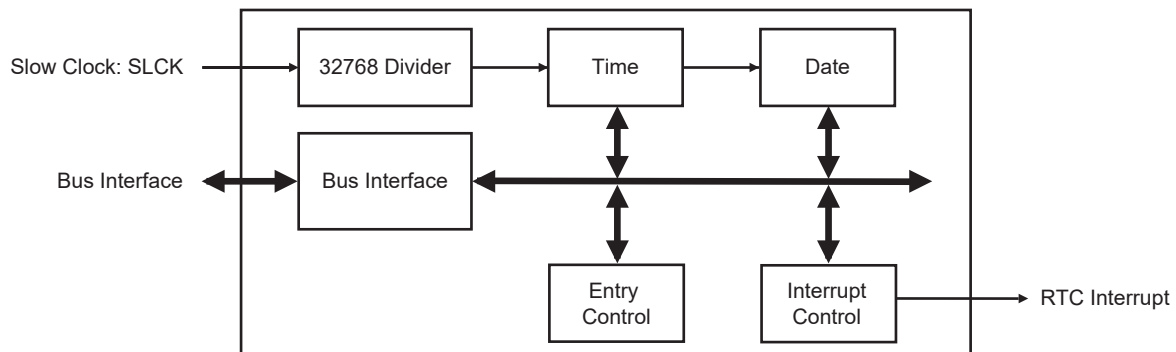 Slow Clock: SLCK
32768 Divider
Time
Date
Bus Interface
Bus Interface
Entry
Control
Interrupt
Control
RTC Interrupt